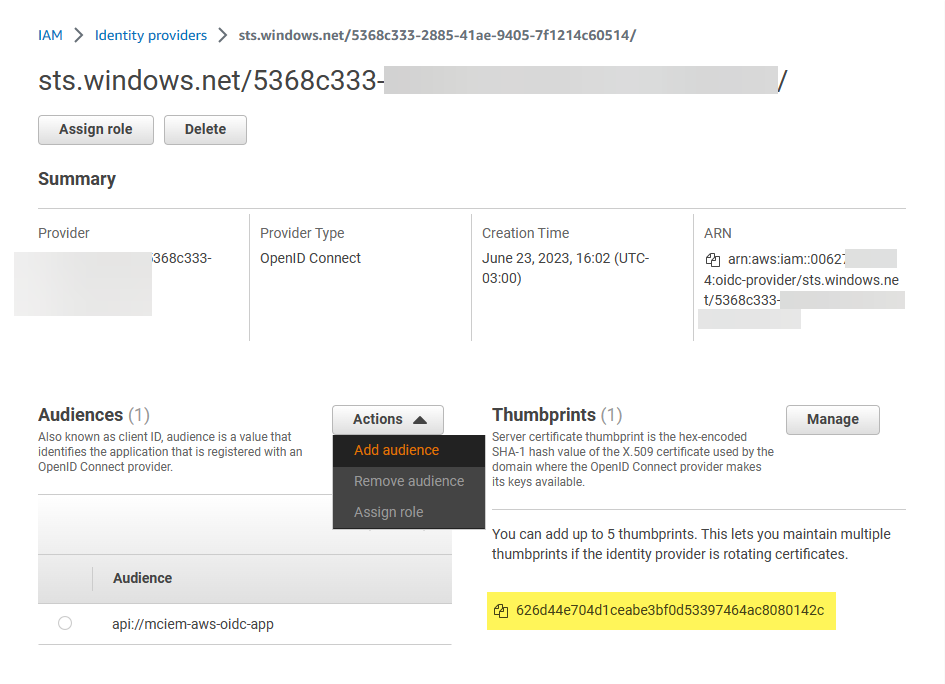 IAM > Identity providers > sts.windows.net/5368c333-2885-41ae-9405-7f1214c60514/
sts.windows.net/5368c333- /
Assign role Delete
Summary
Provider
368c333-
Provider Type
OpenID Connect
Creation Time
June 23, 2023, 16:02 (UTC-
03:00)
ARN
arn:aws:iam::00627
4:oidc-provider/sts.windows.ne
t/5368c333-
Audiences (1)
Also known as client ID, audience is a value that
identifies the application that is registered with an
OpenID Connect provider.
Actions
Add audience
Remove audience
Assign role
Audience
api://mciem-aws-oidc-app
Thumbprints (1)
Manage
Server certificate thumbprint is the hex-encoded
SHA-1 hash value of the X.509 certificate used by the
domain where the OpenID Connect provider makes
its keys available.
You can add up to 5 thumbprints. This lets you maintain multiple
thumbprints if the identity provider is rotating certificates.
626d44e704d1ceabe3bf0d53397464ac8080142c